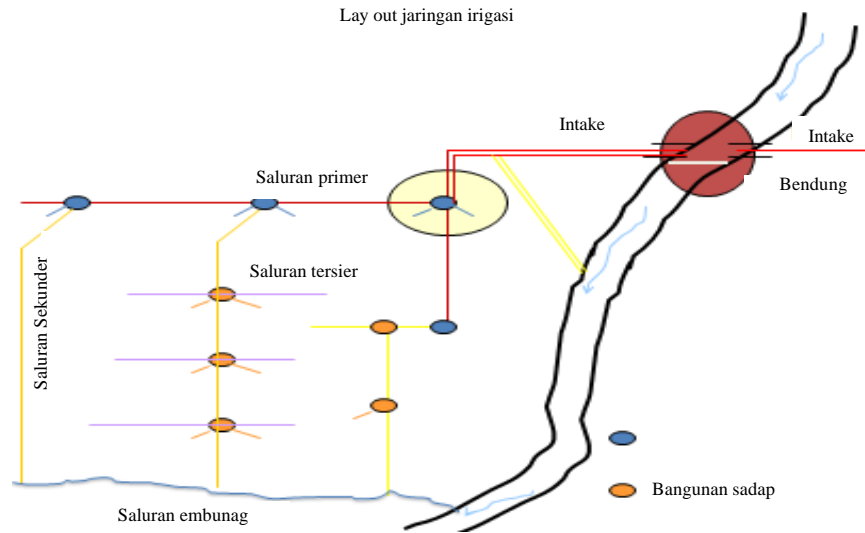 Lay out jaringan irigasi
Intake
Intake
Saluran primer
Bendung
Saluran tersier
Saluran Sekunder
Bangunan sadap
Saluran embunag